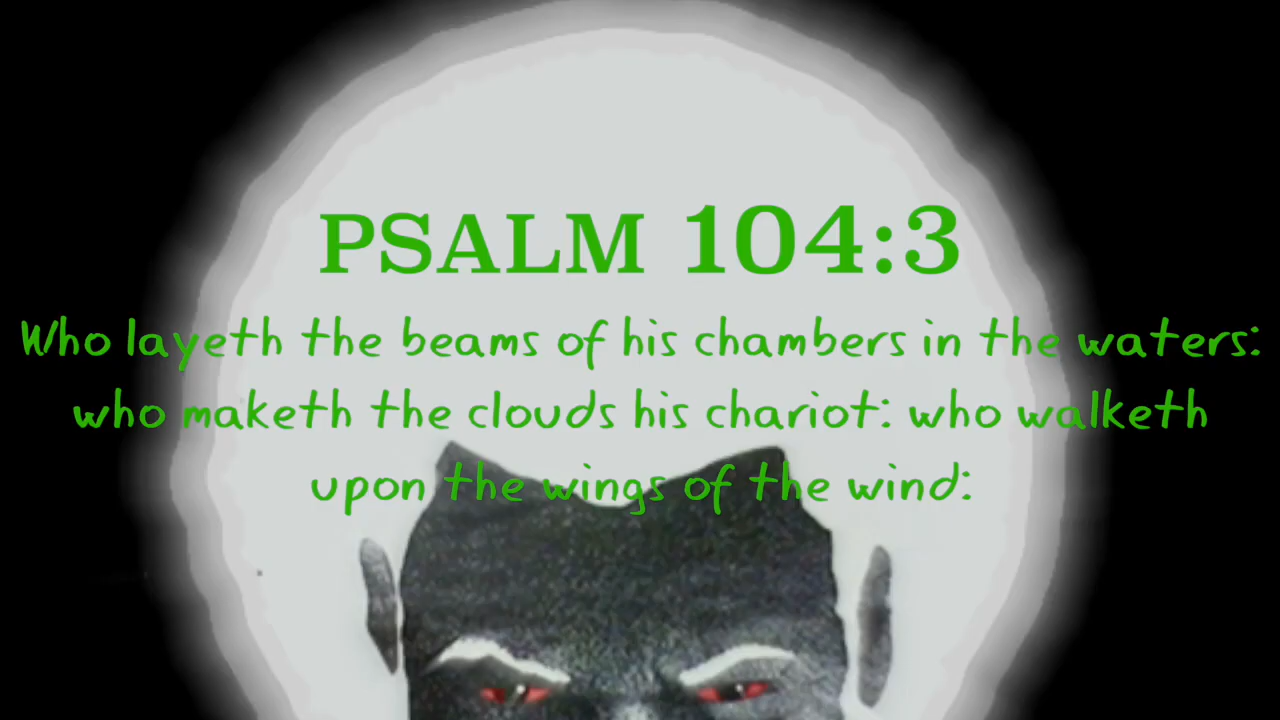 PSALM 104:3
Who layeth the beams of his chambers in the waters:
who maketh the clouds his chariot: who walketh
upon the wings of the wind: